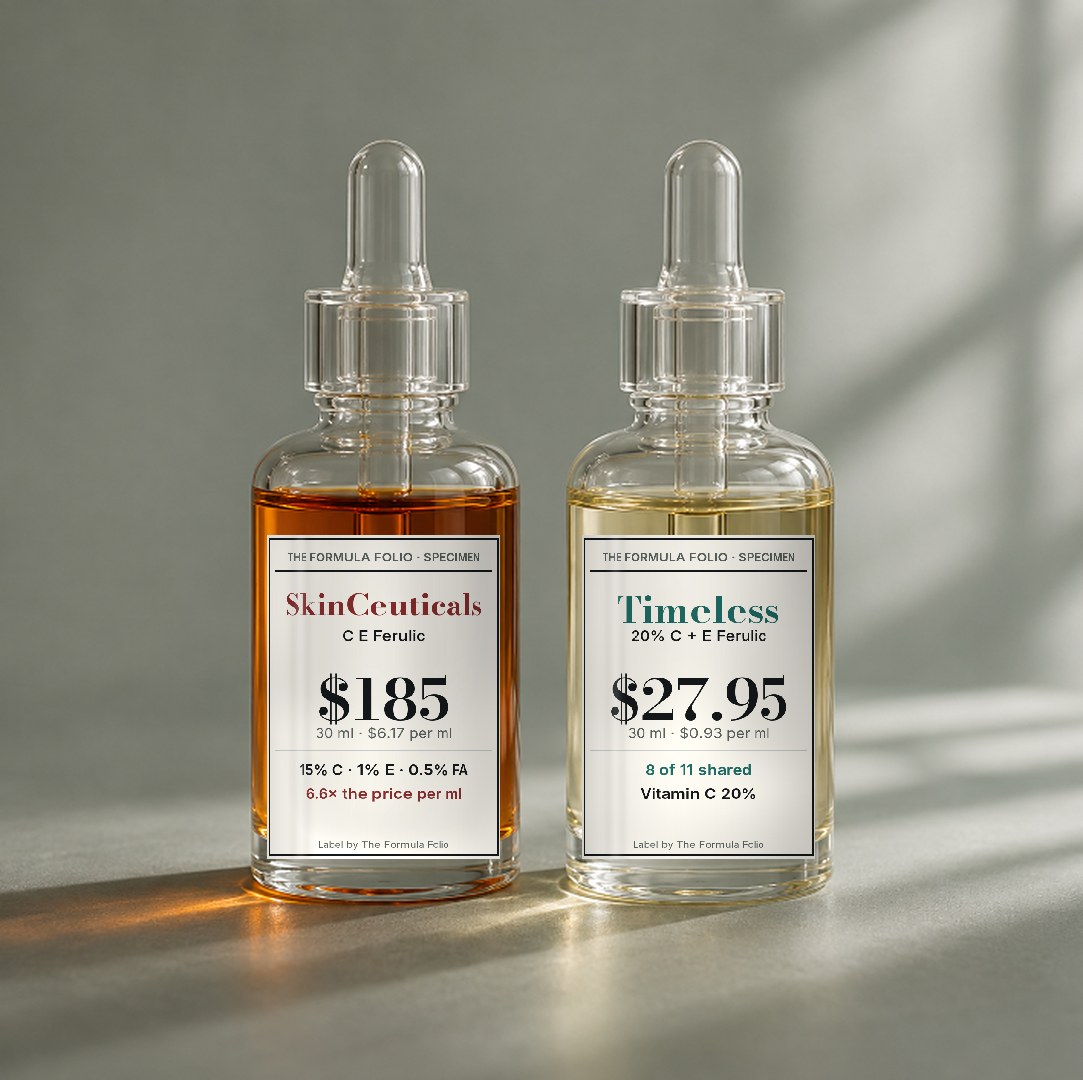 THE FORMULA FOLIO · SPECIMEN
SkinCeuticals
C E Ferulic
$185
30 ml · $6.17 per ml
15% C · 1% E · 0.5% FA
6.6× the price per ml
Label by The Formula Folio
THE FORMULA FOLIO · SPECIMEN
Timeless
20% C + E Ferulic
$27.95
30 ml · $0.93 per ml
8 of 11 shared
Vitamin C 20%
Label by The Formula Folio